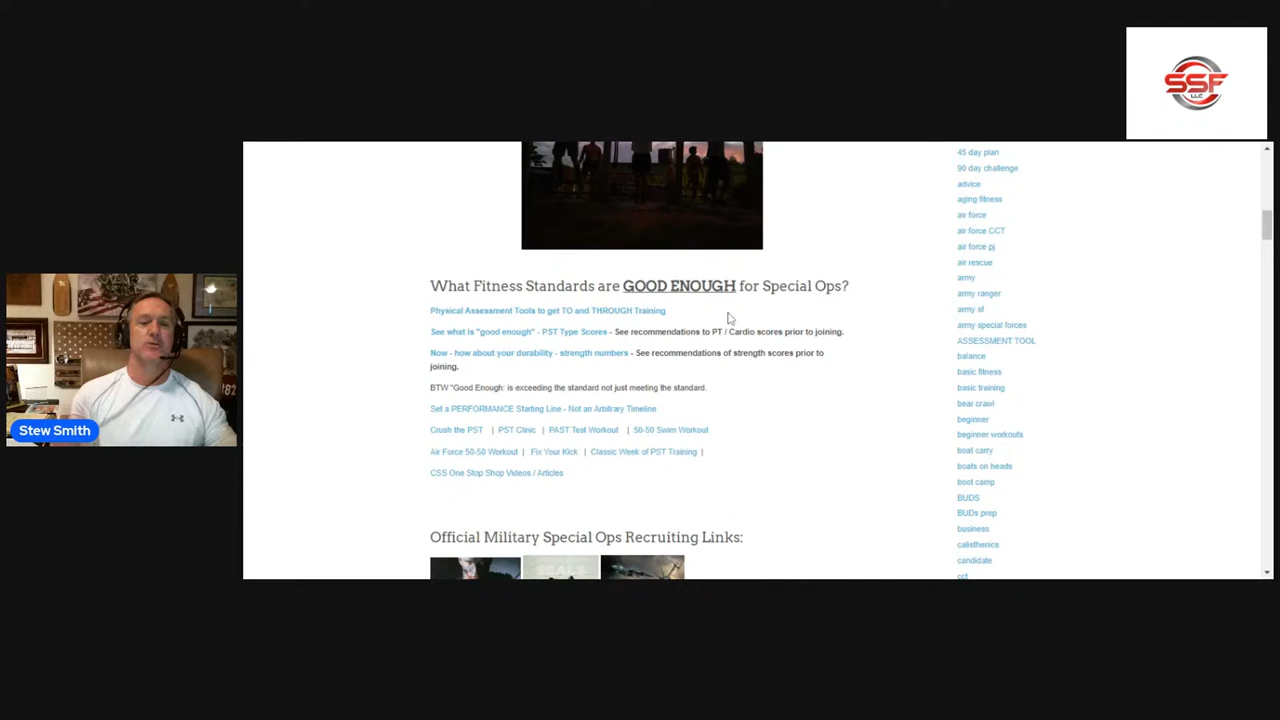 SSF
LLC
What Fitness Standards are GOOD ENOUGH for Special Ops?
Physical Assessment Tools to get TO and THROUGH Training
See what is "good enough" - PST Type Scores - See recommendations to PT / Cardio scores prior to joining.
Now - how about your durability - strength numbers - See recommendations of strength scores prior to
joining.
BTW "Good Enough: is exceeding the standard not just meeting the standard.
Set a PERFORMANCE Starting Line - Not an Arbitrary Timeline
Crush the PST | PST Clinic | PAST Test Workout | 50-50 Swim Workout
Air Force 50-50 Workout | Fix Your Kick | Classic Week of PST Training |
CSS One Stop Shop Videos / Articles
Official Military Special Ops Recruiting Links:
SEALS
45 day plan
90 day challenge
advice
aging fitness
air force
air force CCT
air force pj
air rescue
army
army ranger
army sf
army special forces
ASSESSMENT TOOL
balance
basic fitness
basic training
bear crawl
beginner
beginner workouts
boat carry
boats on heads
boot camp
BUDS
BUDs prep
business
calisthenics
candidate
cct
Stew Smith